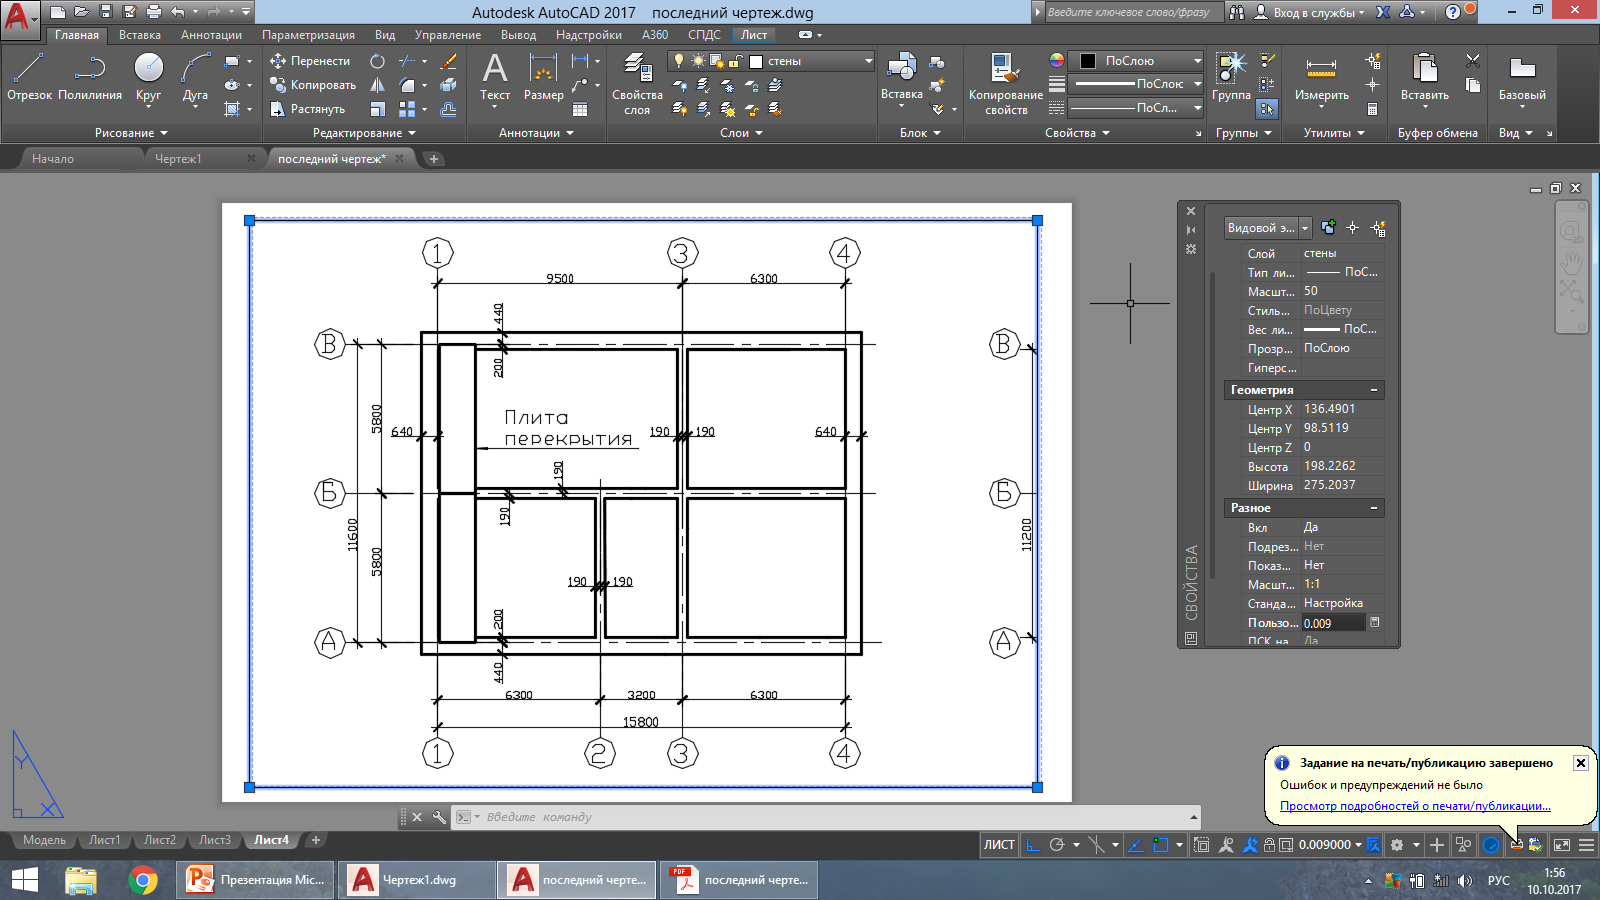 Autodesk AutoCAD 2017 последний чертеж.dwg
Введите ключевое слово/фразу
Вход в службы
Главная Вставка Аннотации Параметризация Вид Управление Вывод Надстройки A360 СПДС Лист
Отрезок Полилиния Круг Дуга
Перенести
Копировать
Растянуть
Текст Размер
Свойства слоя
стены
Вставка
Копирование свойств
ПоСлою
ПоСлою
ПоСл...
Группа
Измерить
Вставить
Базовый
Рисование Редактирование Аннотации Слои Блок Свойства Группы Утилиты Буфер обмена Вид
Начало Чертеж1 последний чертеж*
1 3 4
9500 6300
440
В В
200
5800
Плита
перекрытия
640 190 190 640
190
Б Б
190
11600 11200
5800
190 190
200
А А
440
6300 3200 6300
15800
1 2 3 4
Видовой э...
Слой стены
Тип ли... ПоС...
Масшт... 50
Стиль... ПоЦвету
Вес ли... ПоС...
Прозр... ПоСлою
Гиперс...
Геометрия
Центр X 136.4901
Центр Y 98.5119
Центр Z 0
Высота 198.2262
Ширина 275.2037
Разное
Вкл Да
Подрез... Нет
Показ... Нет
Масшт... 1:1
Станда... Настройка
Пользо... 0.009
ПСК на Да
СВОЙСТВА
Y
X
Введите команду
Задание на печать/публикацию завершено
Ошибок и предупреждений не было
Просмотр подробностей о печати/публикации...
Модель Лист1 Лист2 Лист3 Лист4
ЛИСТ
0.009000
Презентация Mic...
Чертеж1.dwg
последний черте...
последний черте...
РУС
1:56
10.10.2017